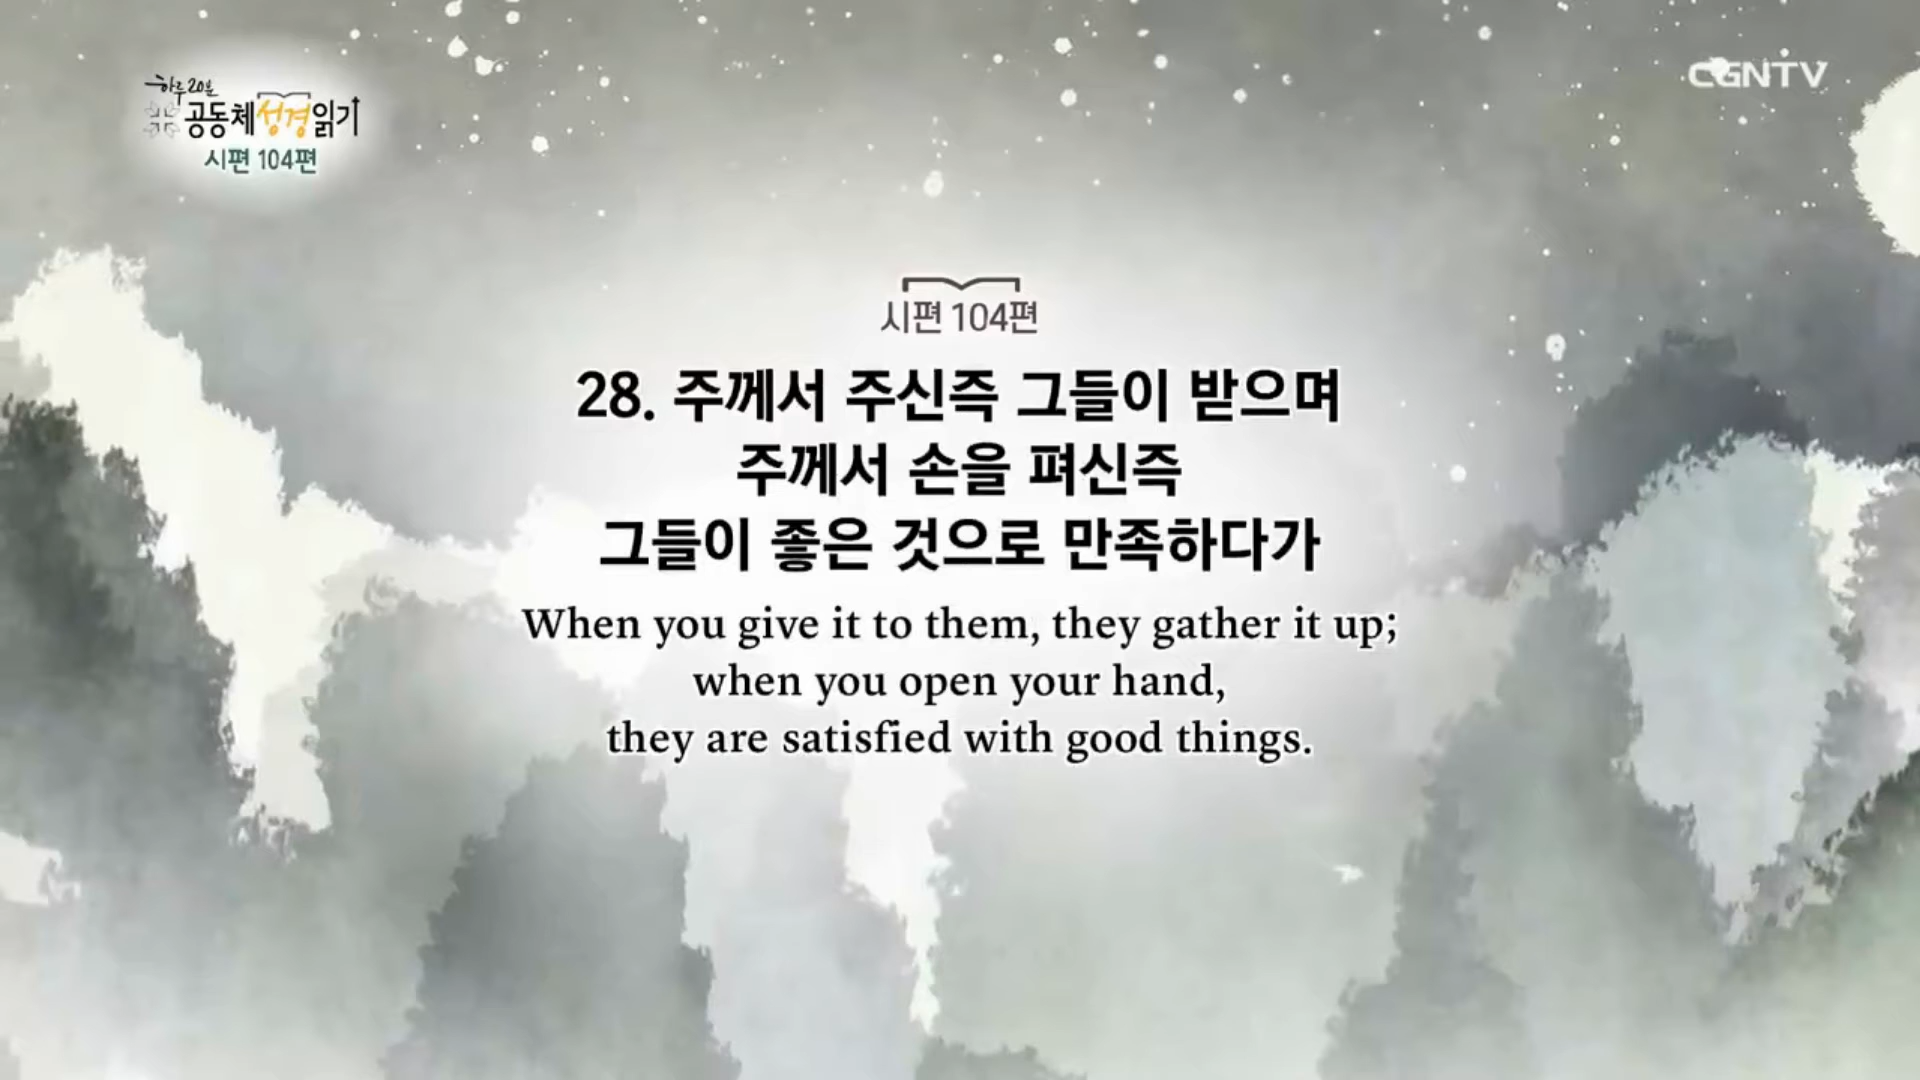 하루 20분
공동체성경읽기
시편 104편
CGNTV
시편 104편
28. 주께서 주신즉 그들이 받으며
주께서 손을 펴신즉
그들이 좋은 것으로 만족하다가
When you give it to them, they gather it up;
when you open your hand,
they are satisfied with good things.